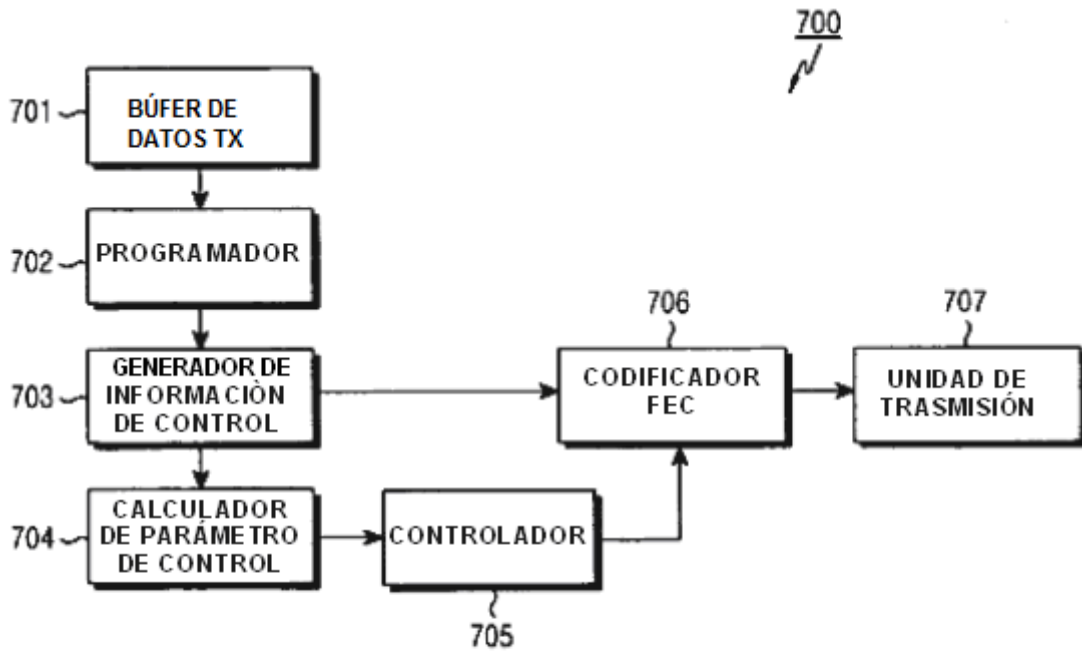 700
701
BÚFER DE
DATOS TX
702
PROGRAMADOR
703
GENERADOR DE
INFORMACIÒN
DE CONTROL
706
CODIFICADOR
FEC
707
UNIDAD DE
TRASMISIÓN
704
CALCULADOR
DE PARÁMETRO
DE CONTROL
CONTROLADOR
705